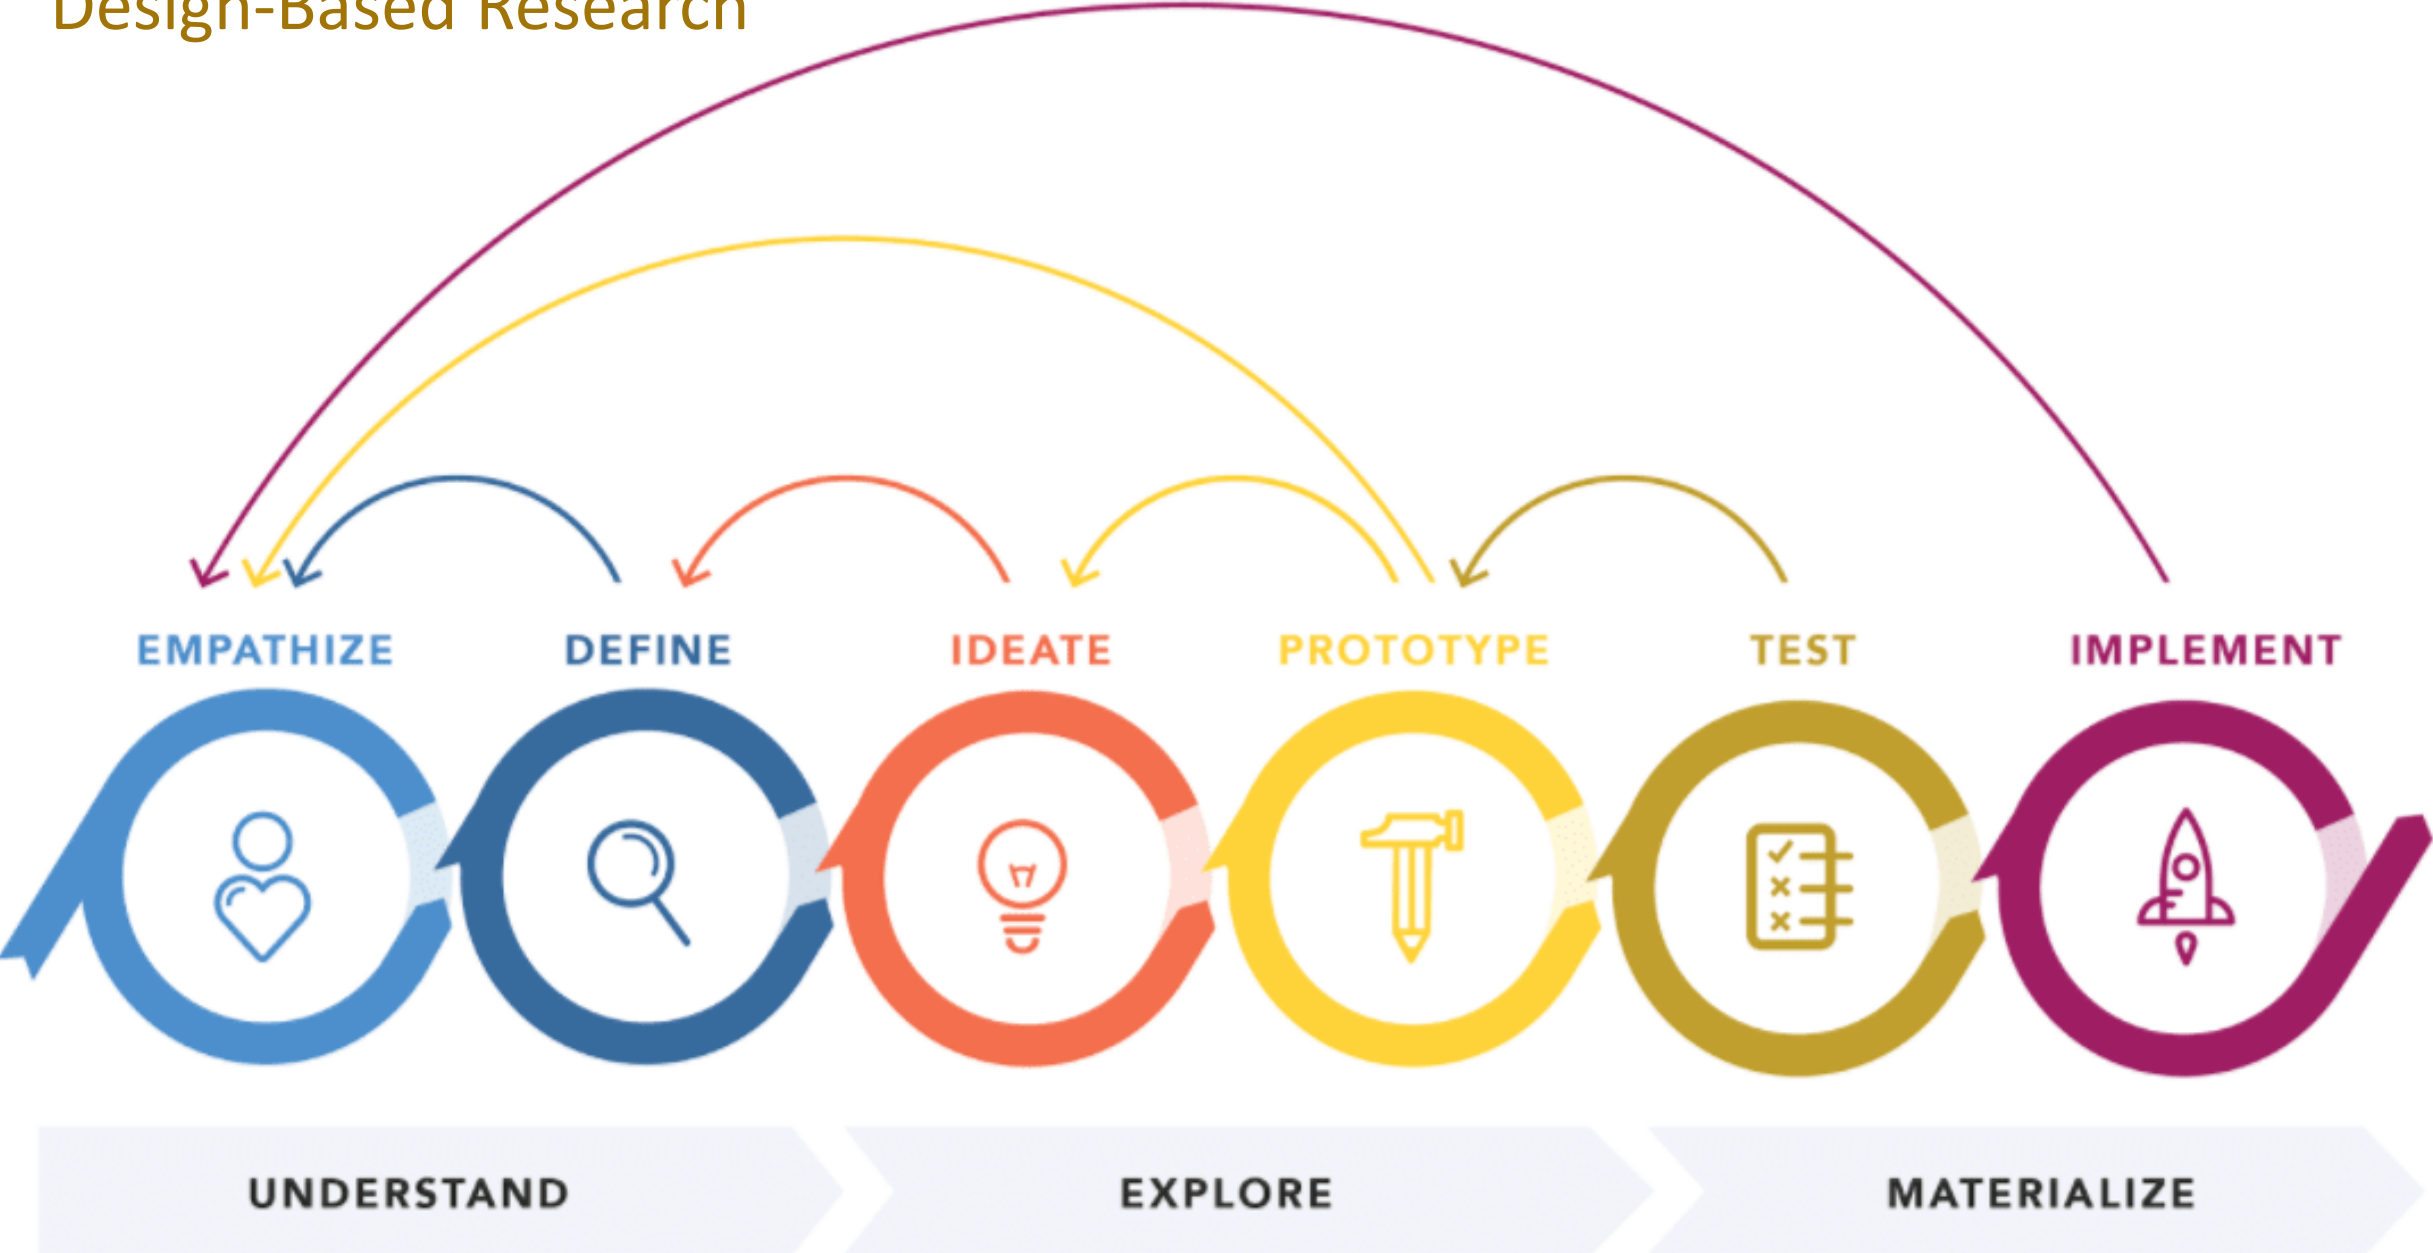 Design-Based Research
EMPATHIZE
DEFINE
IDEATE
PROTOTYPE
TEST
IMPLEMENT
UNDERSTAND
EXPLORE
MATERIALIZE